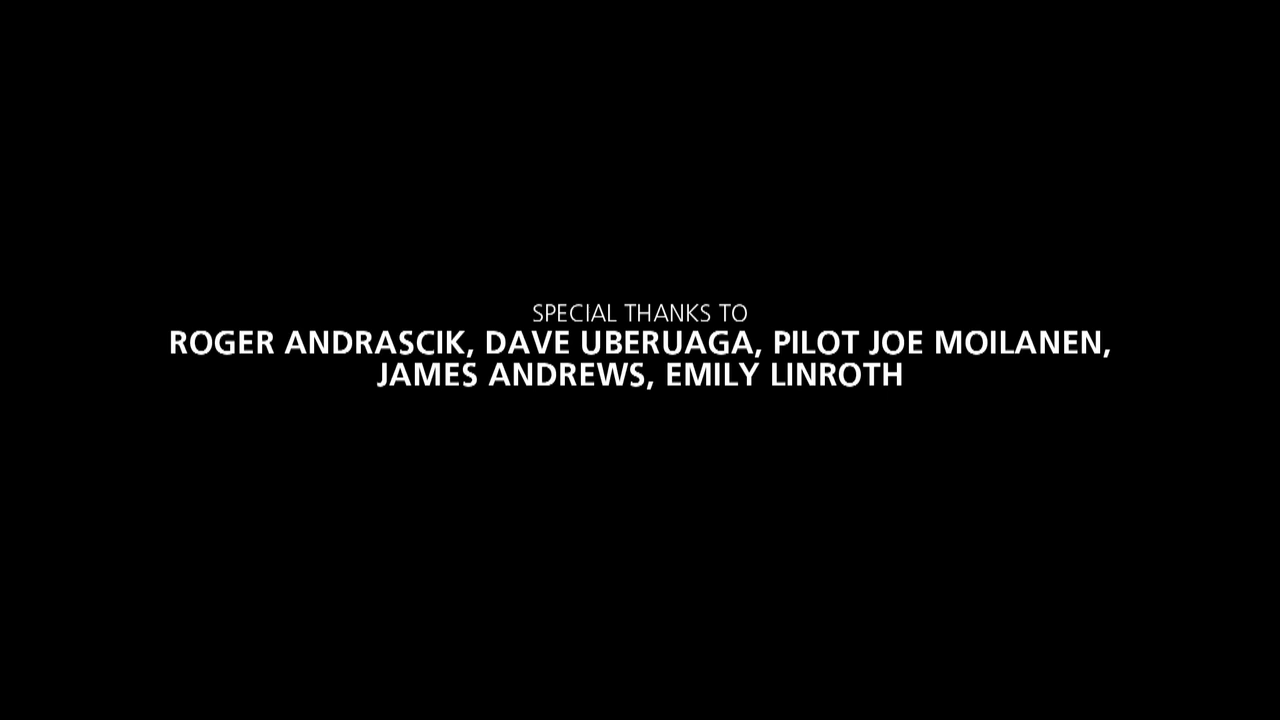 SPECIAL THANKS TO
ROGER ANDRASCIK, DAVE UBERUAGA, PILOT JOE MOILANEN,
JAMES ANDREWS, EMILY LINROTH